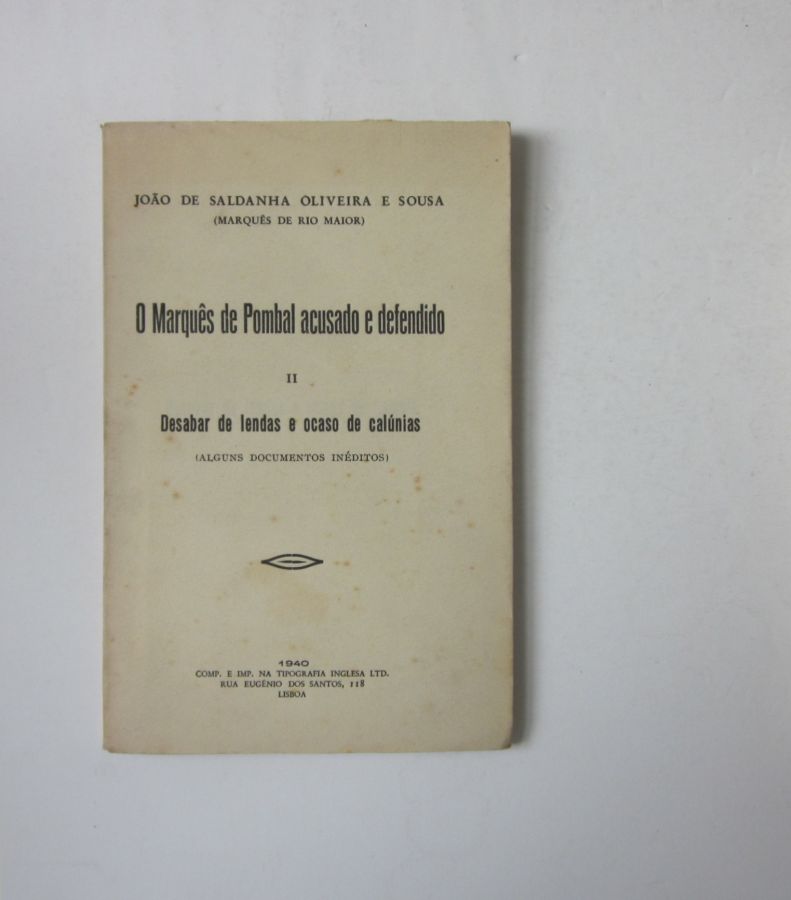 JOÃO DE SALDANHA OLIVEIRA E SOUSA
(MARQUÊS DE RIO MAIOR)
O Marquês de Pombal acusado e defendido
II
Desabar de lendas e ocaso de calúnias
(ALGUNS DOCUMENTOS INÉDITOS)
1940
COMP. E IMP. NA TIPOGRAFIA INGLESA LTD.
RUA EUGÉNIO DOS SANTOS, 118
LISBOA